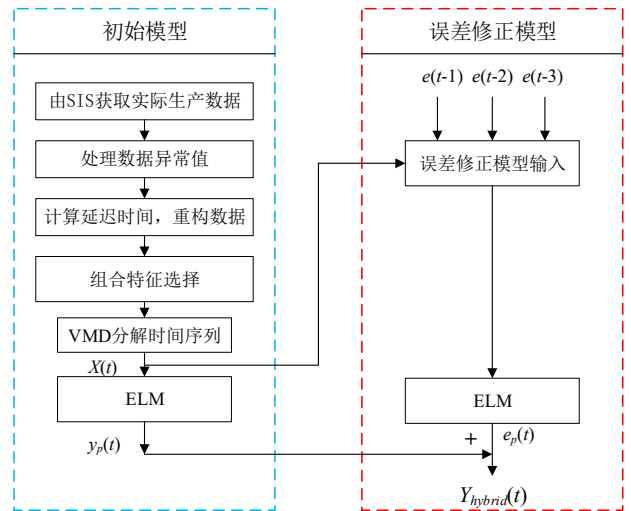 初始模型
由SIS获取实际生产数据
处理数据异常值
计算延迟时间，重构数据
组合特征选择
VMD分解时间序列
X(t)
ELM
y_p(t)
误差修正模型
e(t-1) e(t-2) e(t-3)
误差修正模型输入
ELM
+ e_p(t)
Y_hybrid(t)